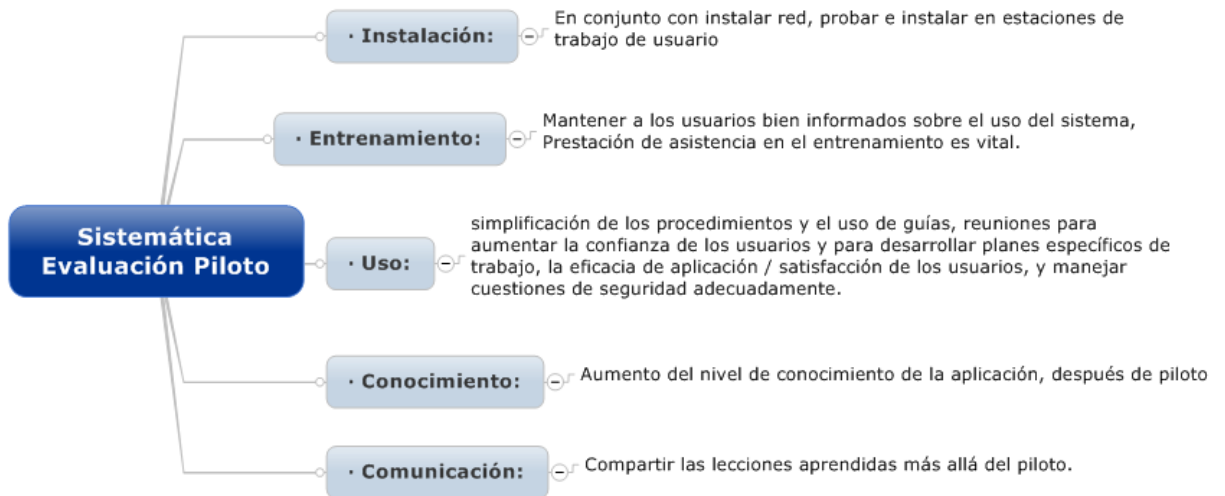 · Instalación:
En conjunto con instalar red, probar e instalar en estaciones de
trabajo de usuario
· Entrenamiento:
Mantener a los usuarios bien informados sobre el uso del sistema,
Prestación de asistencia en el entrenamiento es vital.
Sistemática
Evaluación Piloto
· Uso:
simplificación de los procedimientos y el uso de guías, reuniones para
aumentar la confianza de los usuarios y para desarrollar planes específicos de
trabajo, la eficacia de aplicación / satisfacción de los usuarios, y manejar
cuestiones de seguridad adecuadamente.
· Conocimiento:
Aumento del nivel de conocimiento de la aplicación, después de piloto
· Comunicación:
Compartir las lecciones aprendidas más allá del piloto.